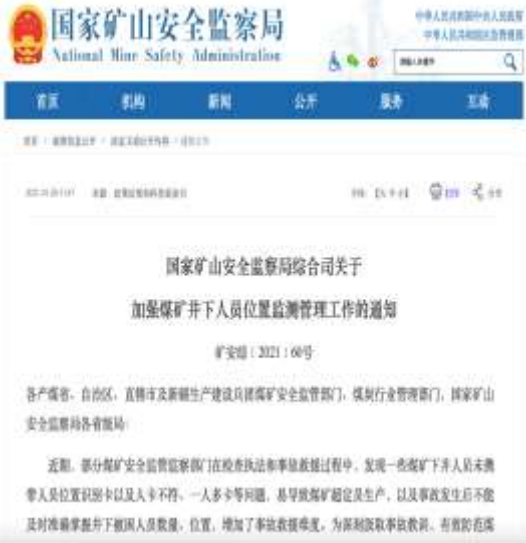 国家矿山安全监察局
National Mine Safety Administration
首页 机构 新闻 公开 服务 互动
国家矿山安全监察局综合司关于
加强煤矿井下人员位置监测管理工作的通知
矿安综〔2021〕60号
各产煤省、自治区、直辖市及新疆生产建设兵团煤矿安全监管部门、煤炭行业管理部门，国家矿山
安全监察局各省级局：
近期，部分煤矿安全监管监察部门在检查执法和事故救援过程中，发现一些煤矿下井人员未携
带人员位置识别卡以及人卡不符、一人多卡等问题，易导致煤矿超定员生产，以及事故发生后不能
及时准确掌握井下被困人员数量、位置，增加了事故救援难度。为深刻汲取事故教训，有效防范煤